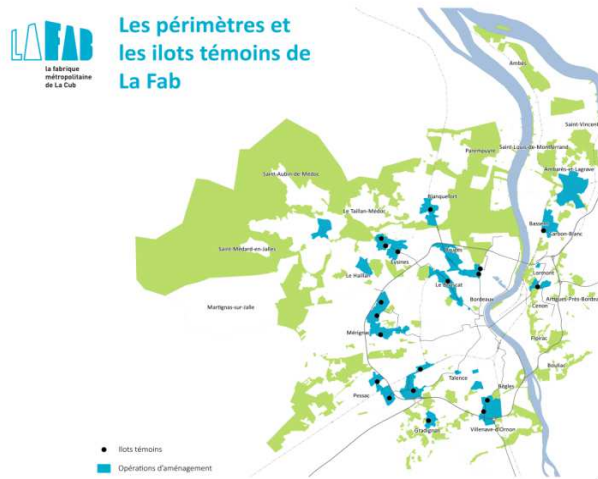 LA FAB
la fabrique
métropolitaine
de La Cub
Les périmètres et
les ilots témoins de
La Fab
Ambès
Saint-Vincent
Parempuyre
Saint-Louis-de-Montferrand
Ambarès-et-Lagrave
Saint-Aubin de Médoc
Blanquefort
Le Taillan-Médoc
Bassens
Carbon-Blanc
Saint-Médard-en-Jalles
Eysines
Bruges
Le Haillan
Lormont
Le Bouscat
Artigues-Près-Bordea
Bordeaux
Cenon
Martignas-sur-Jalle
Mérignac
Floirac
Bouliac
Talence
Bègles
Pessac
Gradignan
Villenave-d'Ornon
Ilots témoins
Opérations d'aménagement